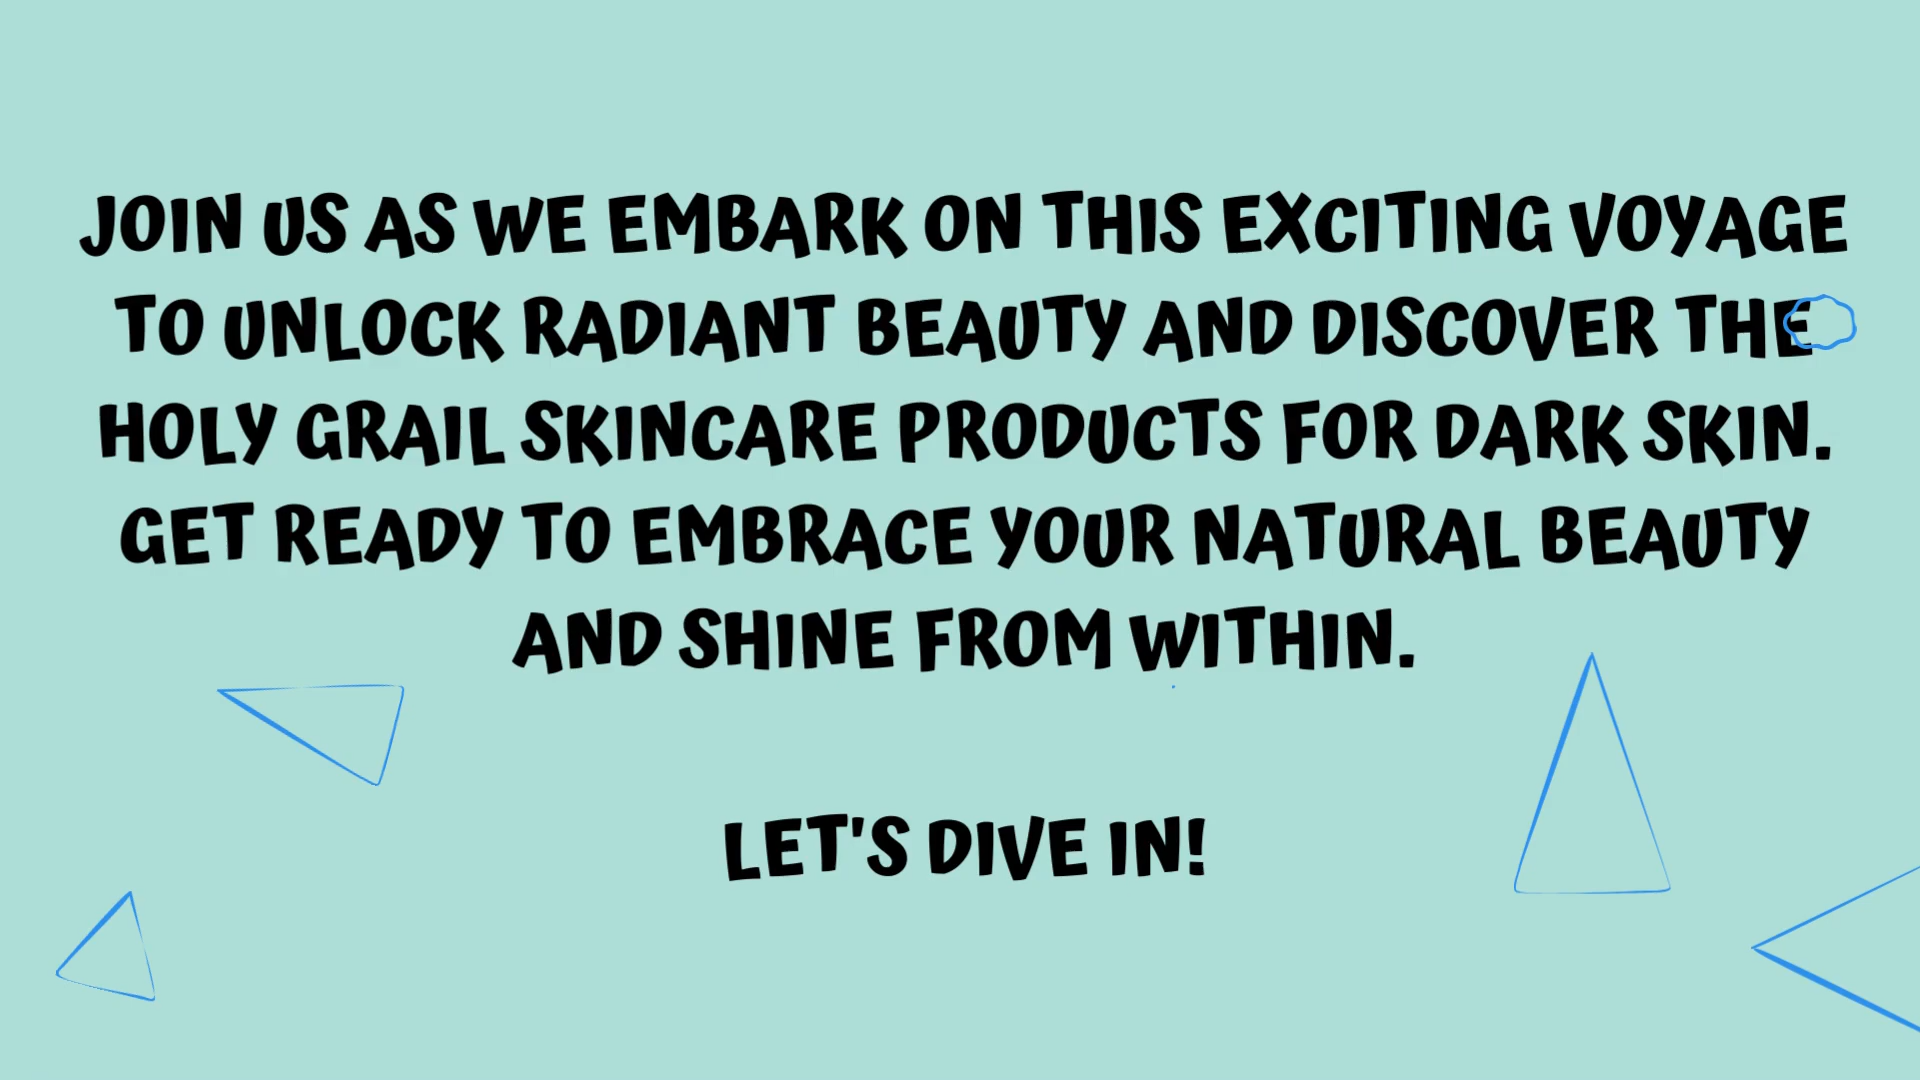 JOIN US AS WE EMBARK ON THIS EXCITING VOYAGE
TO UNLOCK RADIANT BEAUTY AND DISCOVER THE
HOLY GRAIL SKINCARE PRODUCTS FOR DARK SKIN.
GET READY TO EMBRACE YOUR NATURAL BEAUTY
AND SHINE FROM WITHIN.
LET'S DIVE IN!